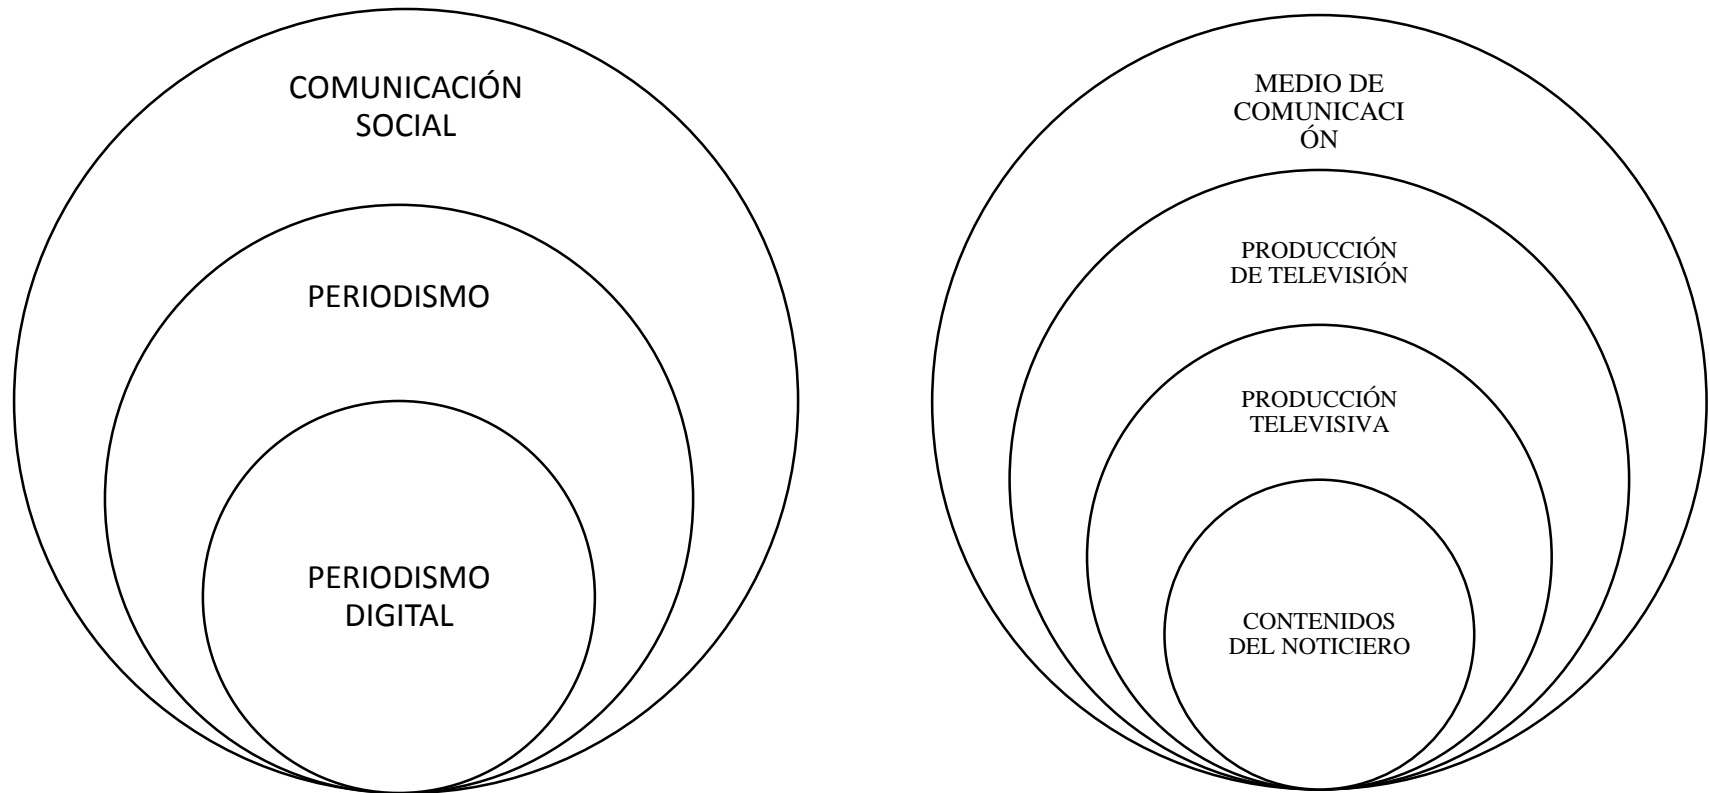 COMUNICACIÓN
SOCIAL
PERIODISMO
PERIODISMO
DIGITAL
MEDIO DE
COMUNICACI
ÓN
PRODUCCIÓN
DE TELEVISIÓN
PRODUCCIÓN
TELEVISIVA
CONTENIDOS
DEL NOTICIERO